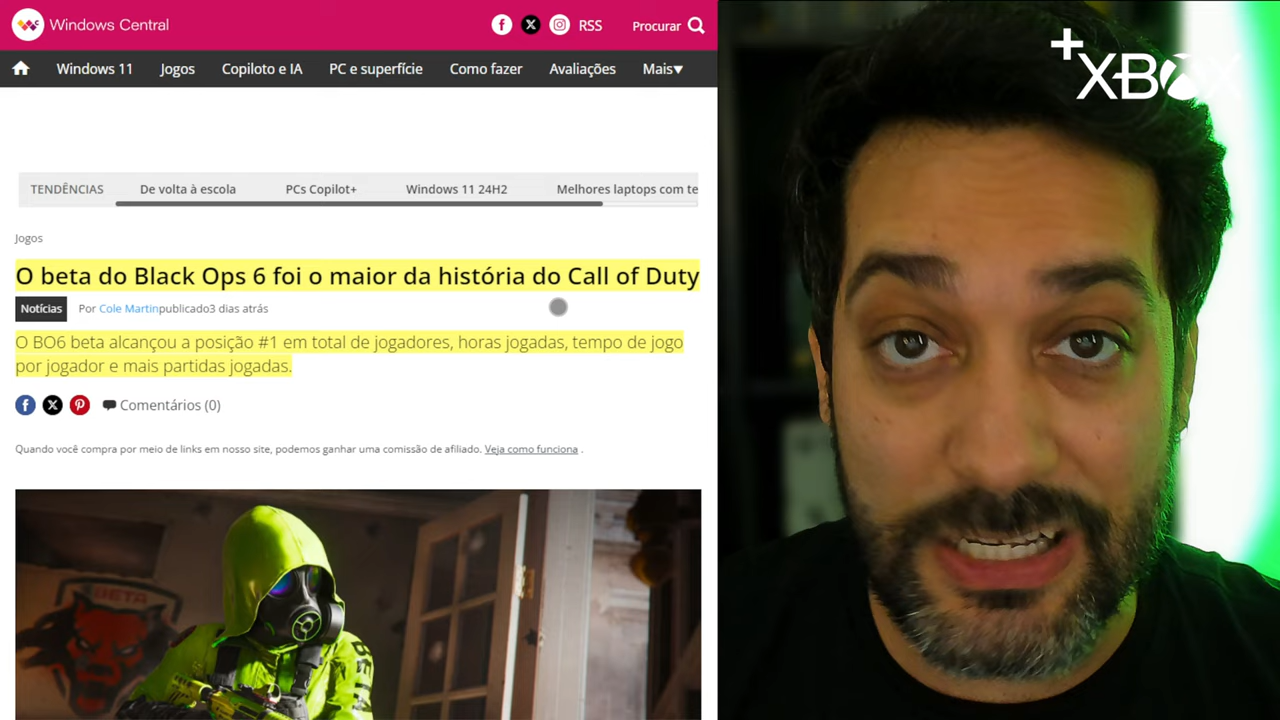 Windows Central
RSS
Procurar
Windows 11
Jogos
Copiloto e IA
PC e superfície
Como fazer
Avaliações
Mais▾
+XBOX
TENDÊNCIAS
De volta à escola
PCs Copilot+
Windows 11 24H2
Melhores laptops com te
Jogos
O beta do Black Ops 6 foi o maior da história do Call of Duty
Notícias
Por Cole Martinpublicado3 dias atrás
O BO6 beta alcançou a posição #1 em total de jogadores, horas jogadas, tempo de jogo
por jogador e mais partidas jogadas.
Comentários (0)
Quando você compra por meio de links em nosso site, podemos ganhar uma comissão de afiliado. Veja como funciona .
BETA